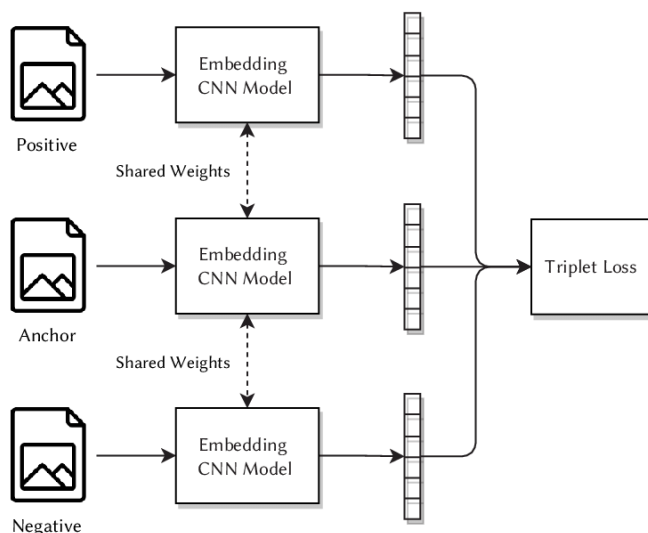 Embedding
CNN Model
Positive
Shared Weights
Embedding
CNN Model
Triplet Loss
Anchor
Shared Weights
Embedding
CNN Model
Negative